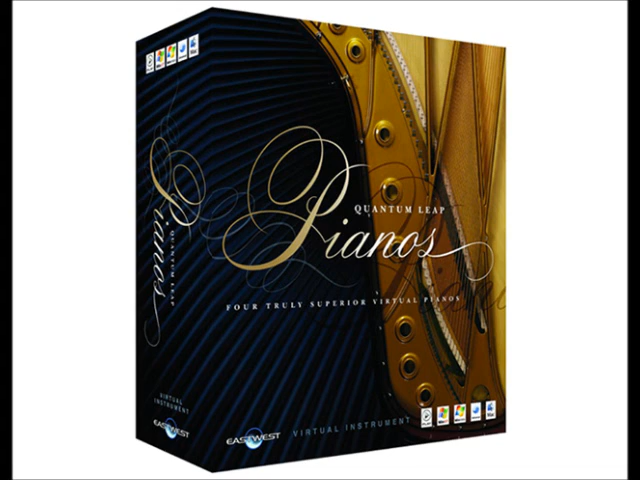 QUANTUM LEAP
Pianos
FOUR TRULY SUPERIOR VIRTUAL PIANOS
EASTWEST
VIRTUAL INSTRUMENT
QUANTUM LEAP
Pianos
VIRTUAL
INSTRUMENT
EASTWEST